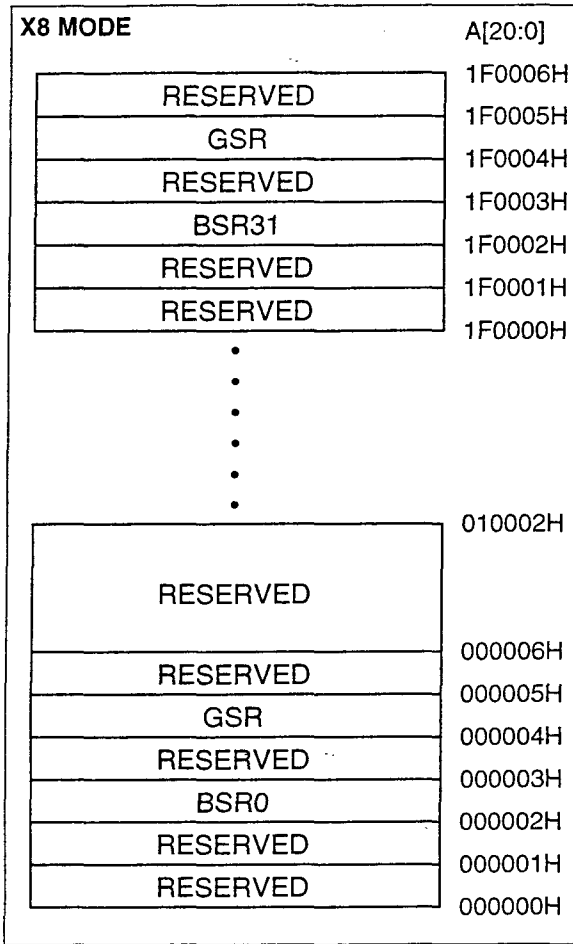 X8 MODE A[20:0]
1F0006H
RESERVED
1F0005H
GSR
1F0004H
RESERVED
1F0003H
BSR31
1F0002H
RESERVED
1F0001H
RESERVED
1F0000H
010002H
RESERVED
000006H
RESERVED
000005H
GSR
000004H
RESERVED
000003H
BSR0
000002H
RESERVED
000001H
RESERVED
000000H